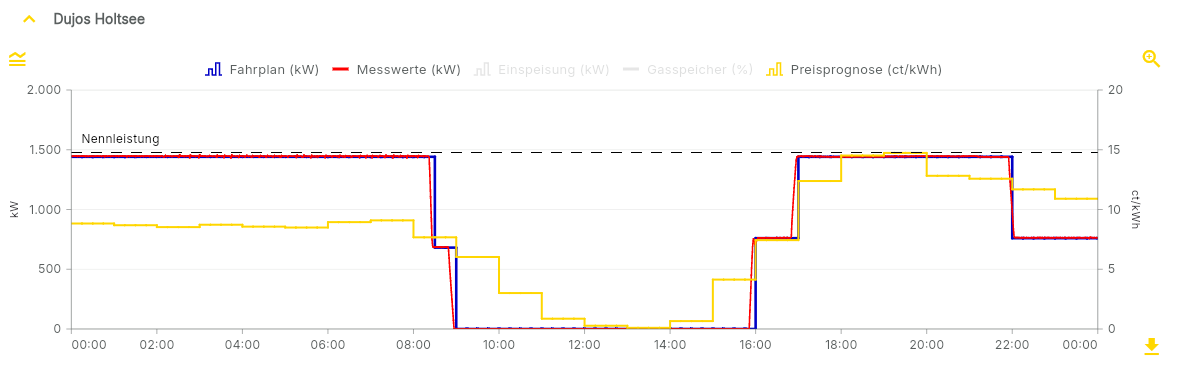 Dujos Holtsee
Fahrplan (kW) Messwerte (kW) Einspeisung (kW) Gasspeicher (%) Preisprognose (ct/kWh)
2.000 20
Nennleistung
1.500 15
1.000 10
kW ct/kWh
500 5
0 0
00:00 02:00 04:00 06:00 08:00 10:00 12:00 14:00 16:00 18:00 20:00 22:00 00:00